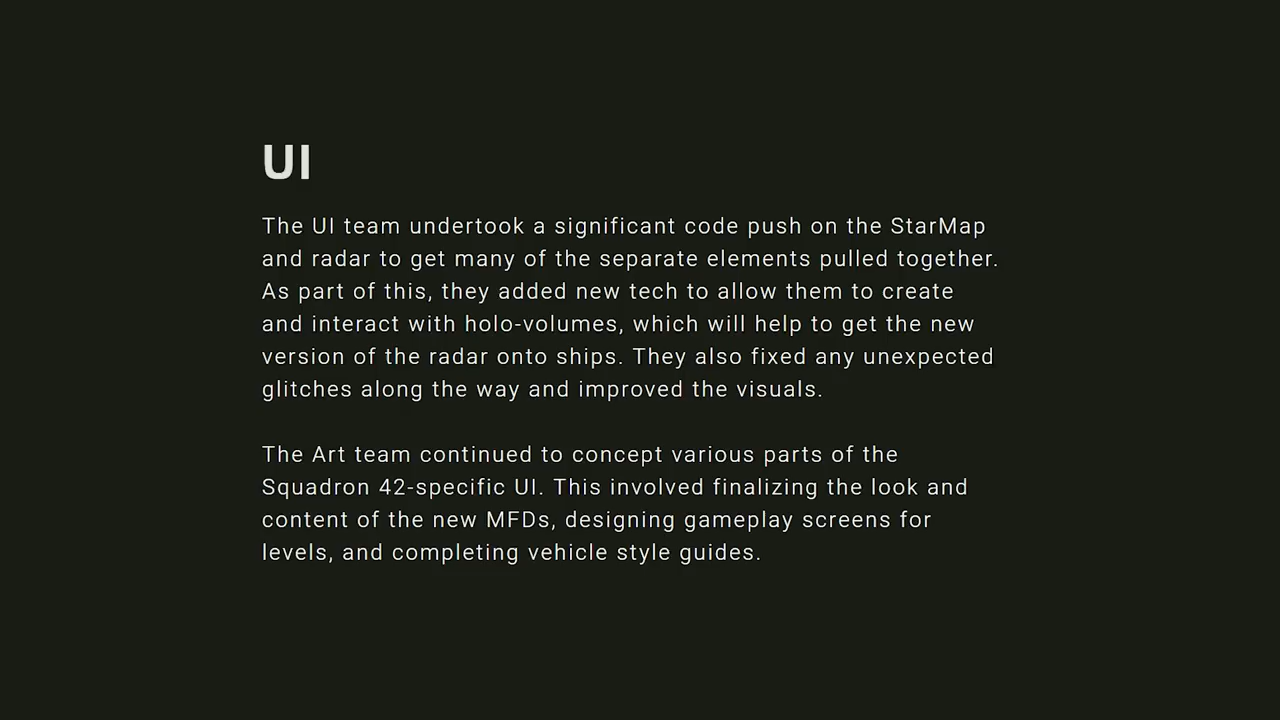 UI
The UI team undertook a significant code push on the StarMap
and radar to get many of the separate elements pulled together.
As part of this, they added new tech to allow them to create
and interact with holo-volumes, which will help to get the new
version of the radar onto ships. They also fixed any unexpected
glitches along the way and improved the visuals.
The Art team continued to concept various parts of the
Squadron 42-specific UI. This involved finalizing the look and
content of the new MFDs, designing gameplay screens for
levels, and completing vehicle style guides.